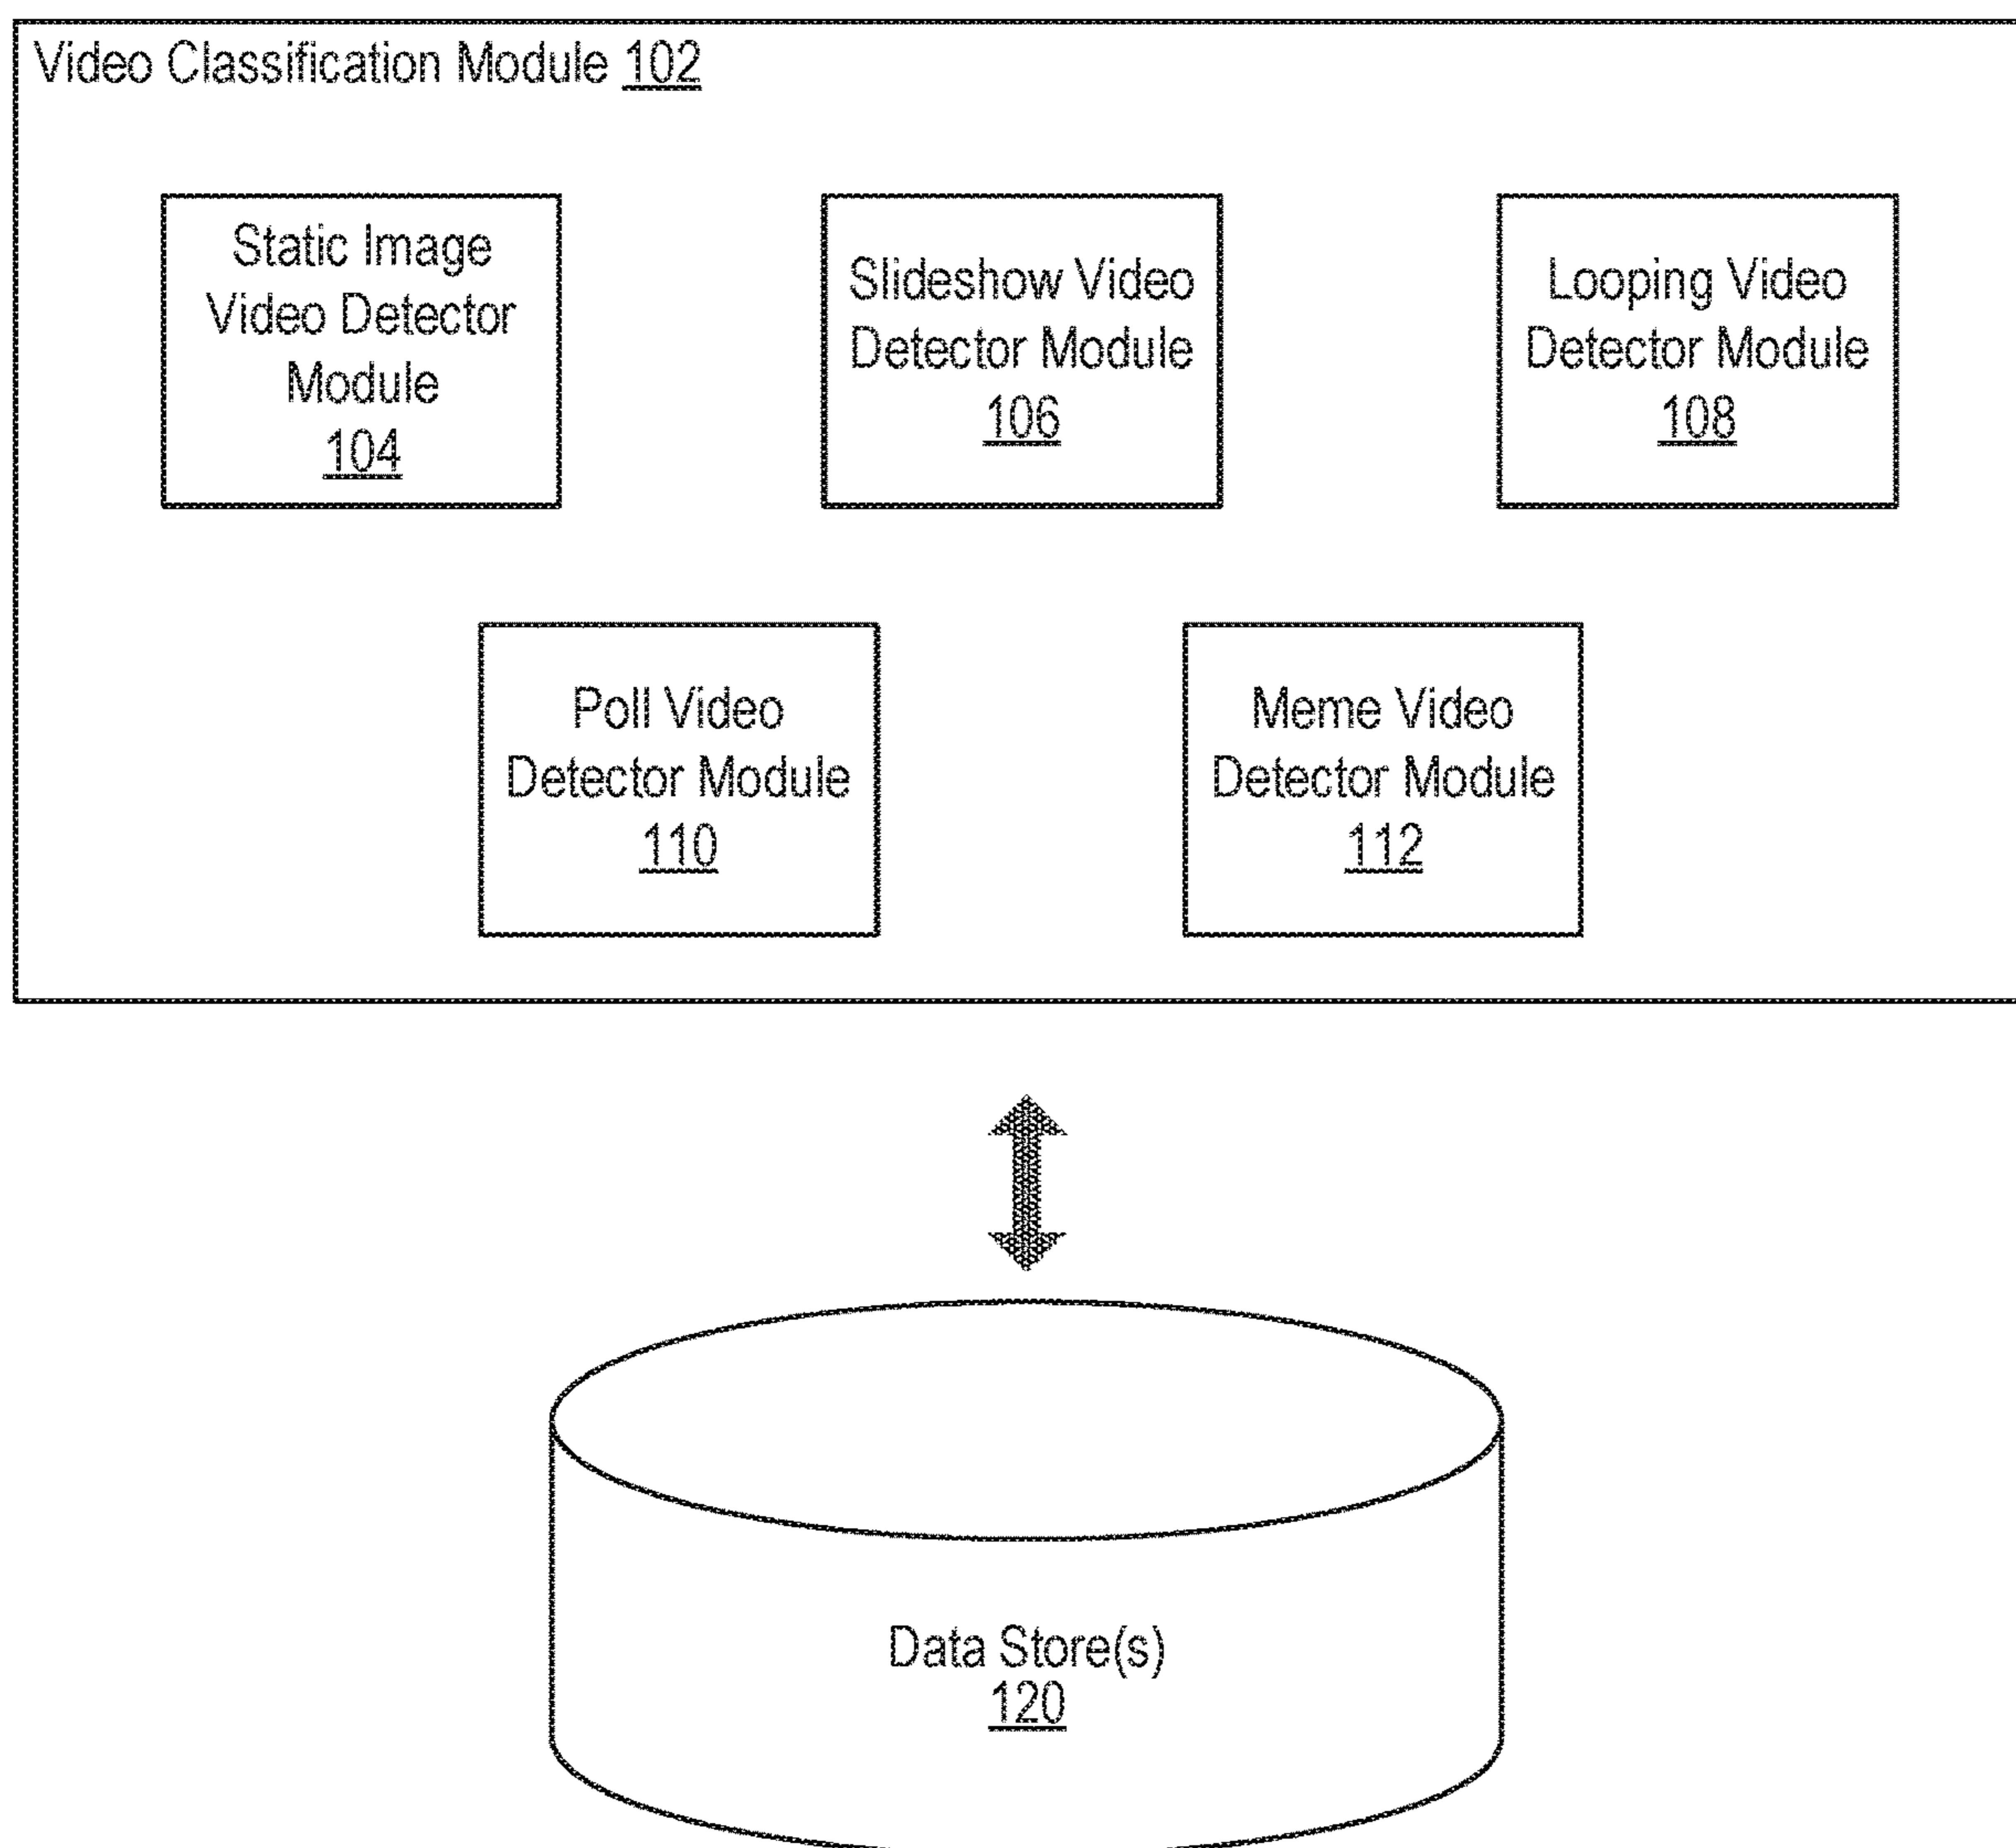 Video Classification Module 102
Static Image
Video Detector
Module
104
Slideshow Video
Detector Module
106
Looping Video
Detector Module
108
Poll Video
Detector Module
110
Meme Video
Detector Module
112
Data Store(s)
120